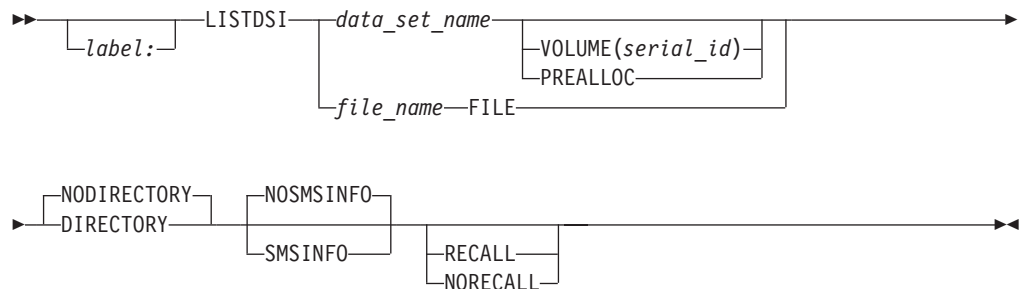 LISTDSI data_set_name
label:
VOLUME(serial_id)
PREALLOC
file_name FILE
NODIRECTORY NOSMSINFO
DIRECTORY
SMSINFO RECALL
NORECALL